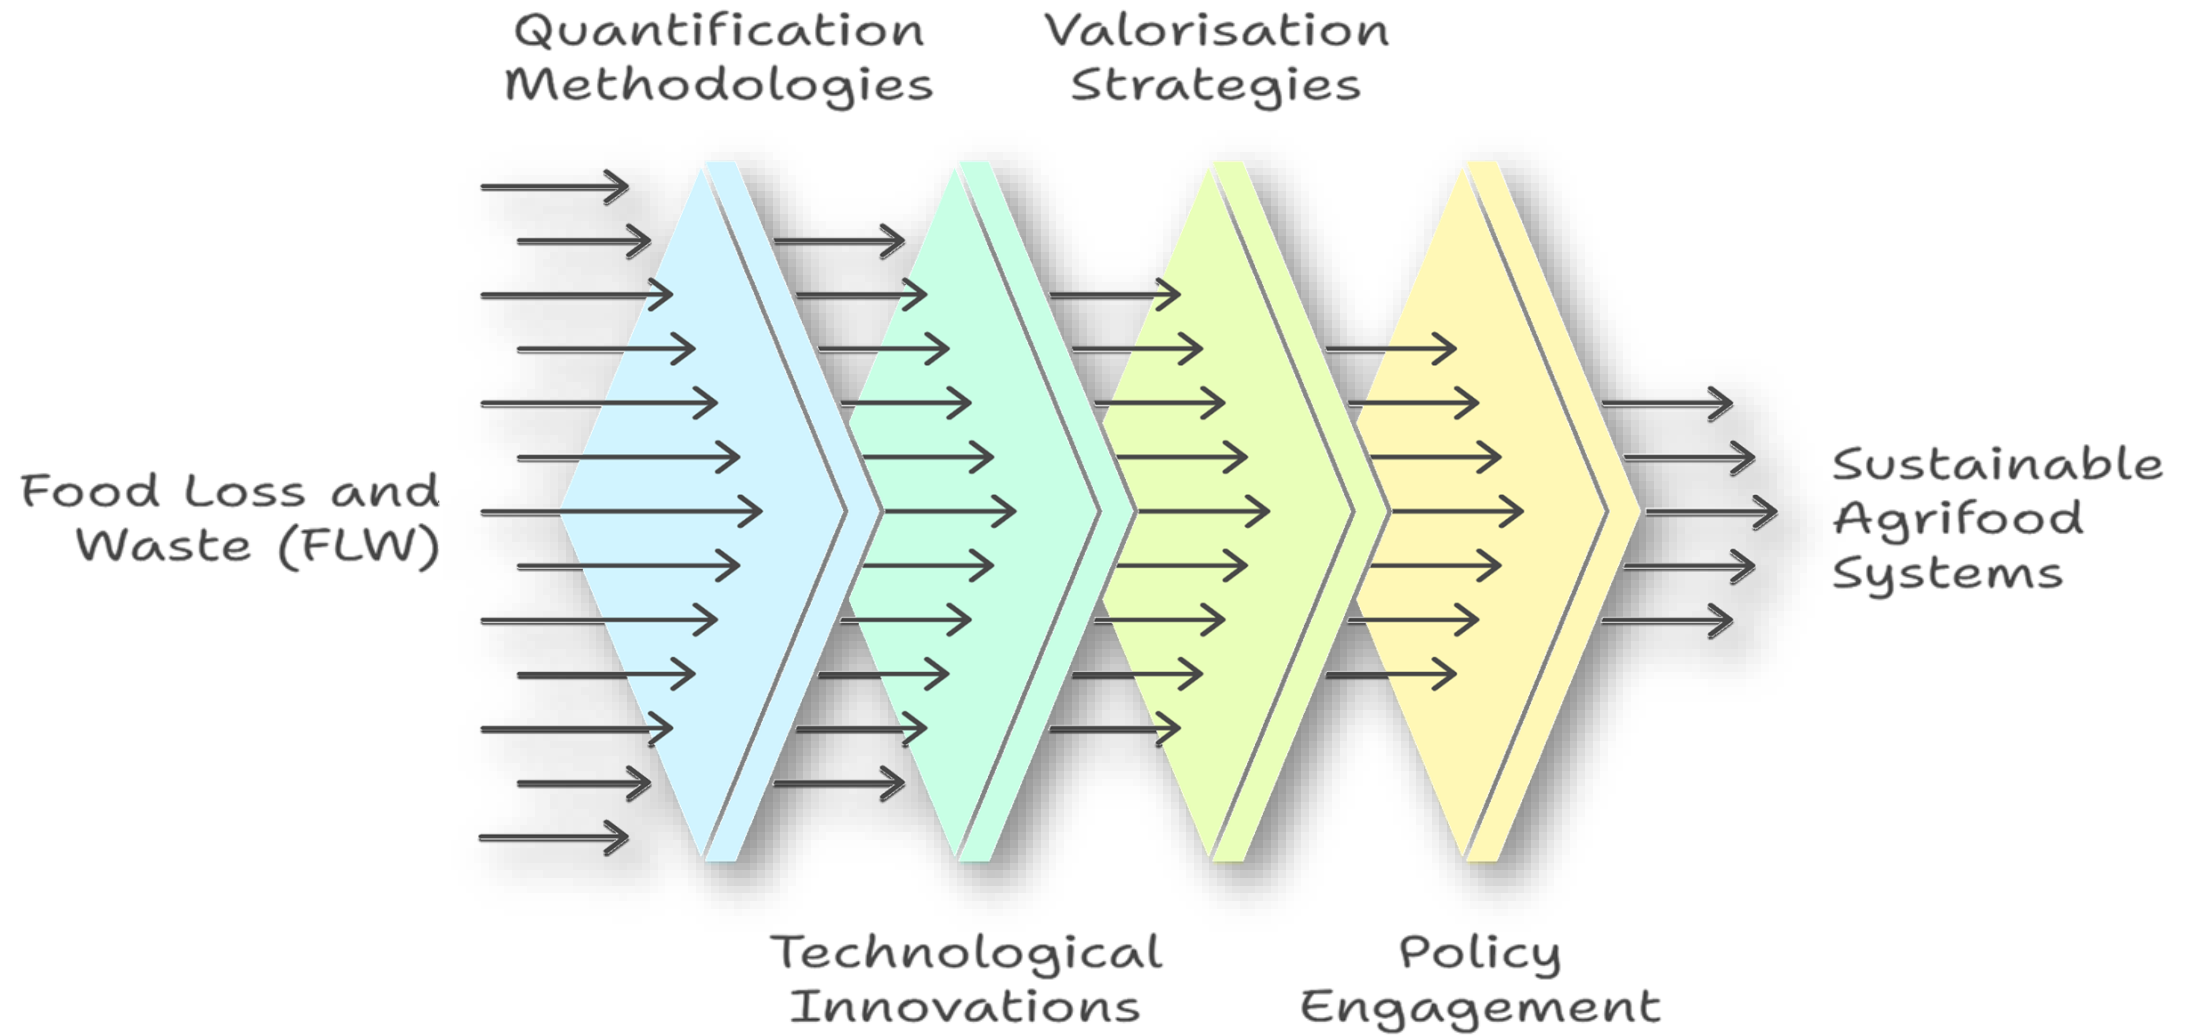 Quantification
Methodologies
Valorisation
Strategies
Food Loss and
Waste (FLW)
Sustainable
Agrifood
Systems
Technological
Innovations
Policy
Engagement